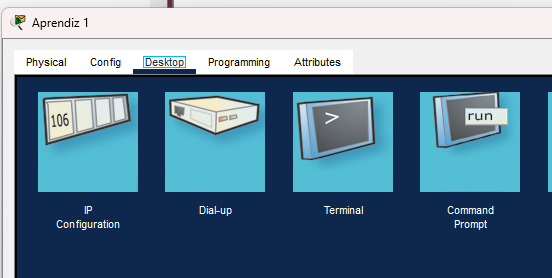 Aprendiz 1
Physical Config Desktop Programming Attributes
106
>
run
IP Dial-up Terminal Command
Configuration Prompt